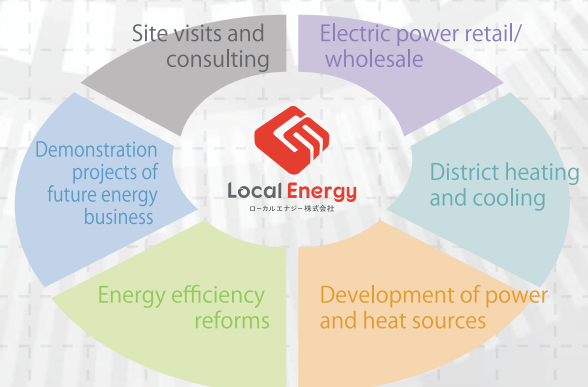 Site visits and
consulting
Electric power retail/
wholesale
Demonstration
projects of
future energy
business
Local Energy
ローカルエナジー株式会社
District heating
and cooling
Energy efficiency
reforms
Development of power
and heat sources